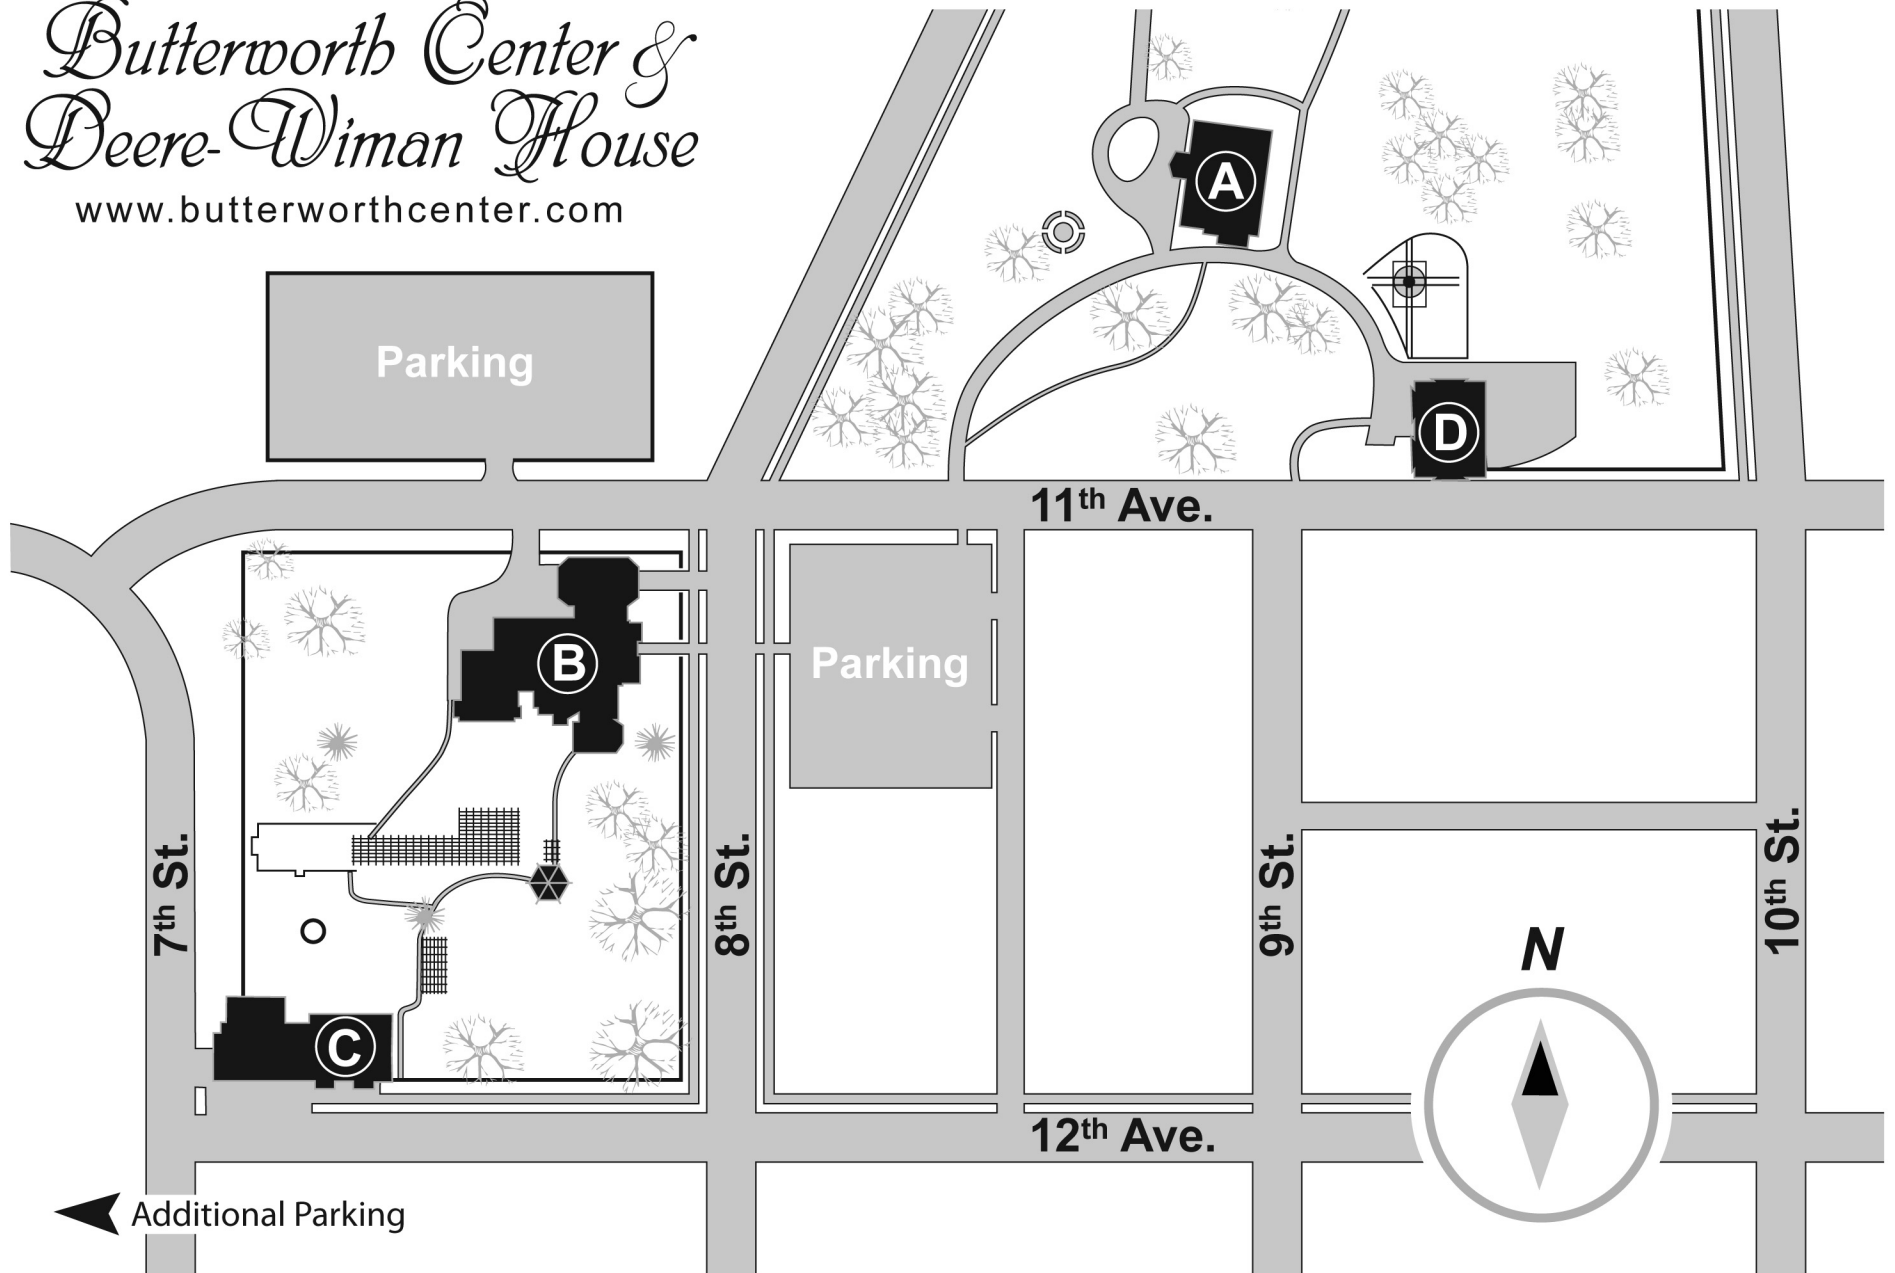 Butterworth Center &
Deere-Wiman House
www.butterworthcenter.com
A
Parking
D
11th Ave.
B
Parking
7th St.
8th St.
9th St.
10th St.
N
C
12th Ave.
Additional Parking